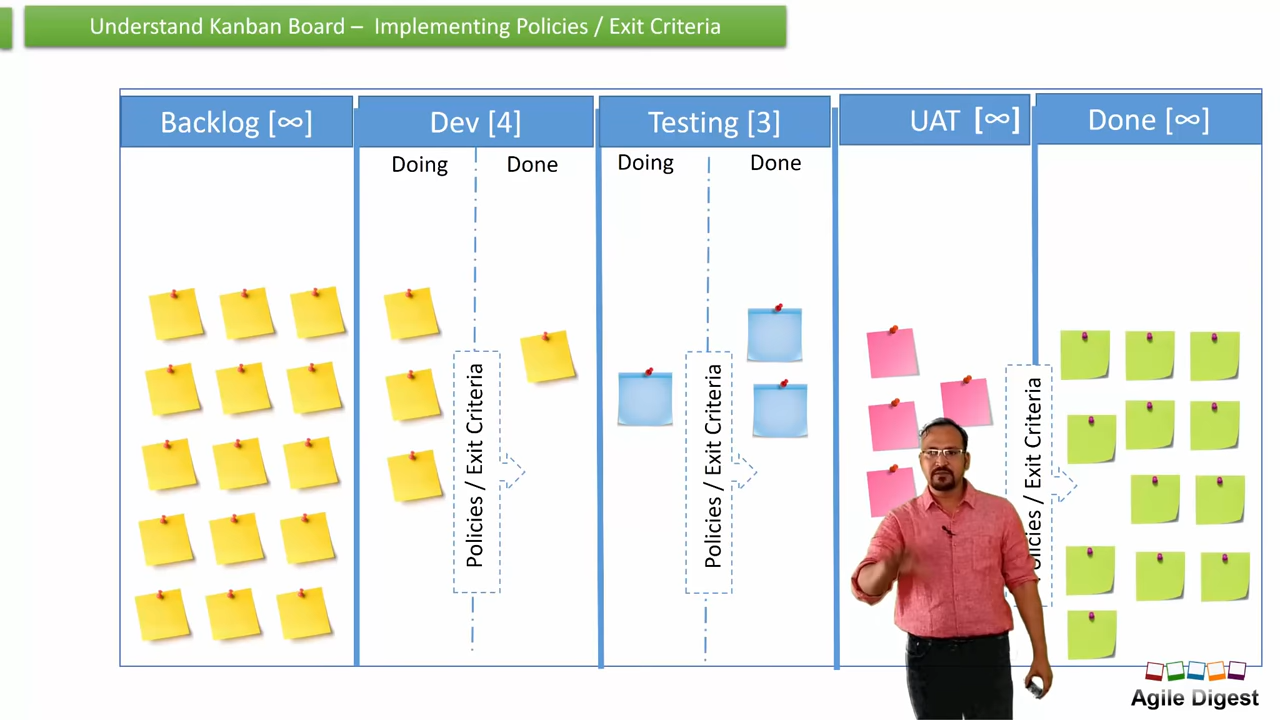 Understand Kanban Board – Implementing Policies / Exit Criteria
Backlog [∞]
Dev [4]
Testing [3]
UAT [∞]
Done [∞]
Doing
Done
Doing
Done
Policies / Exit Criteria
Policies / Exit Criteria
Policies / Exit Criteria
Agile Digest